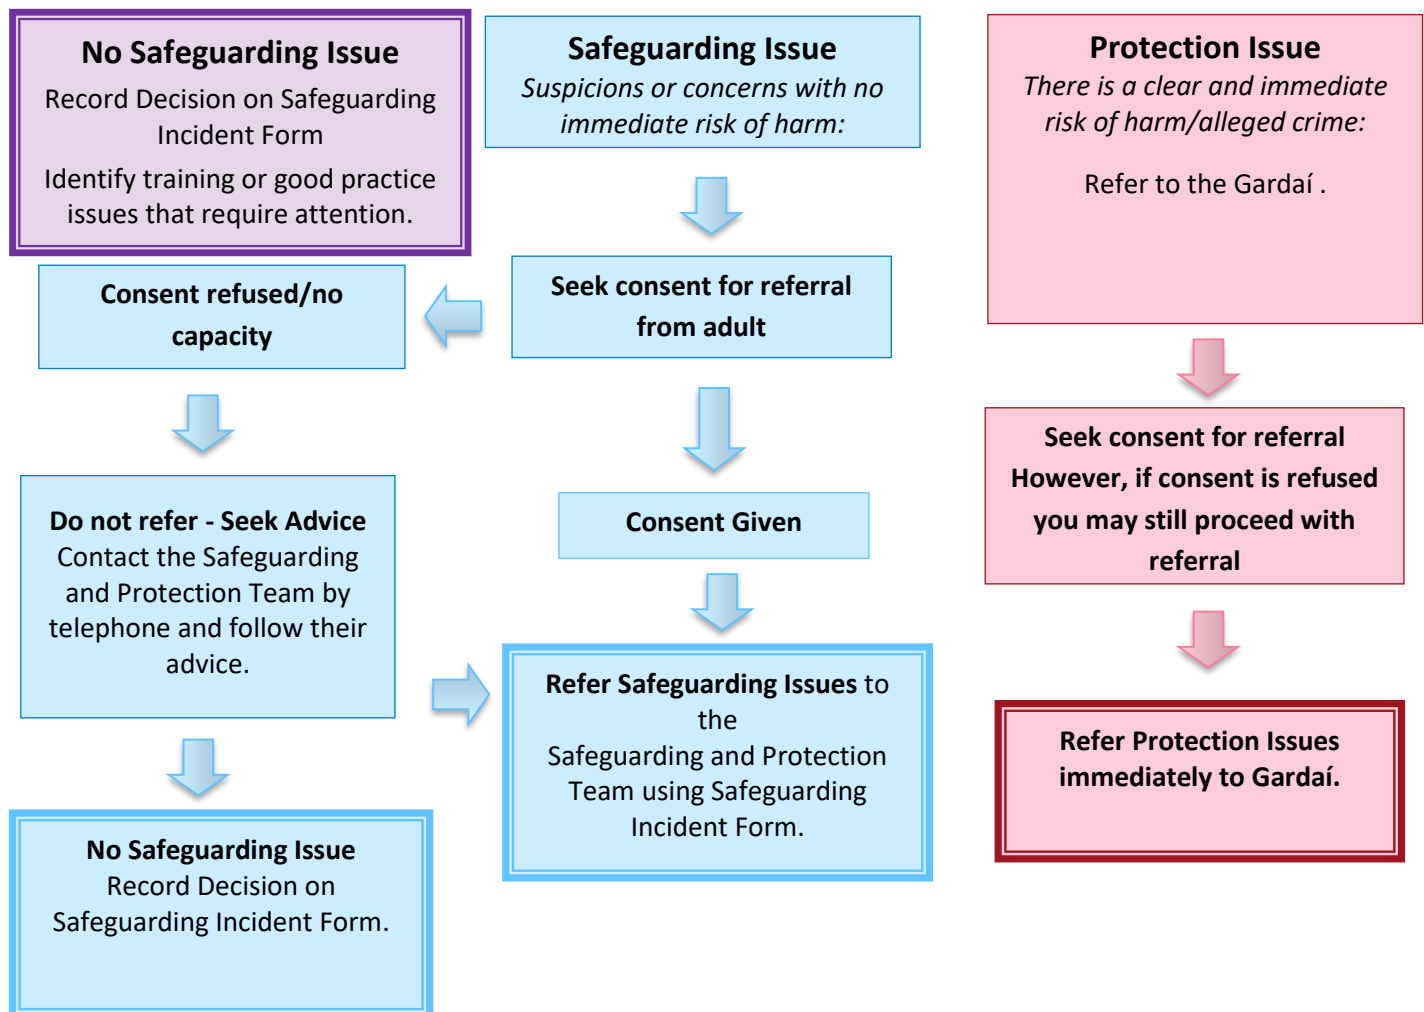 No Safeguarding Issue
Record Decision on Safeguarding
Incident Form
Identify training or good practice
issues that require attention.
Safeguarding Issue
Suspicions or concerns with no
immediate risk of harm:
Protection Issue
There is a clear and immediate
risk of harm/alleged crime:
Refer to the Gardaí .
Consent refused/no
capacity
Seek consent for referral
from adult
Do not refer - Seek Advice
Contact the Safeguarding
and Protection Team by
telephone and follow their
advice.
Consent Given
Seek consent for referral
However, if consent is refused
you may still proceed with
referral
No Safeguarding Issue
Record Decision on
Safeguarding Incident Form.
Refer Safeguarding Issues to
the
Safeguarding and Protection
Team using Safeguarding
Incident Form.
Refer Protection Issues
immediately to Gardaí.